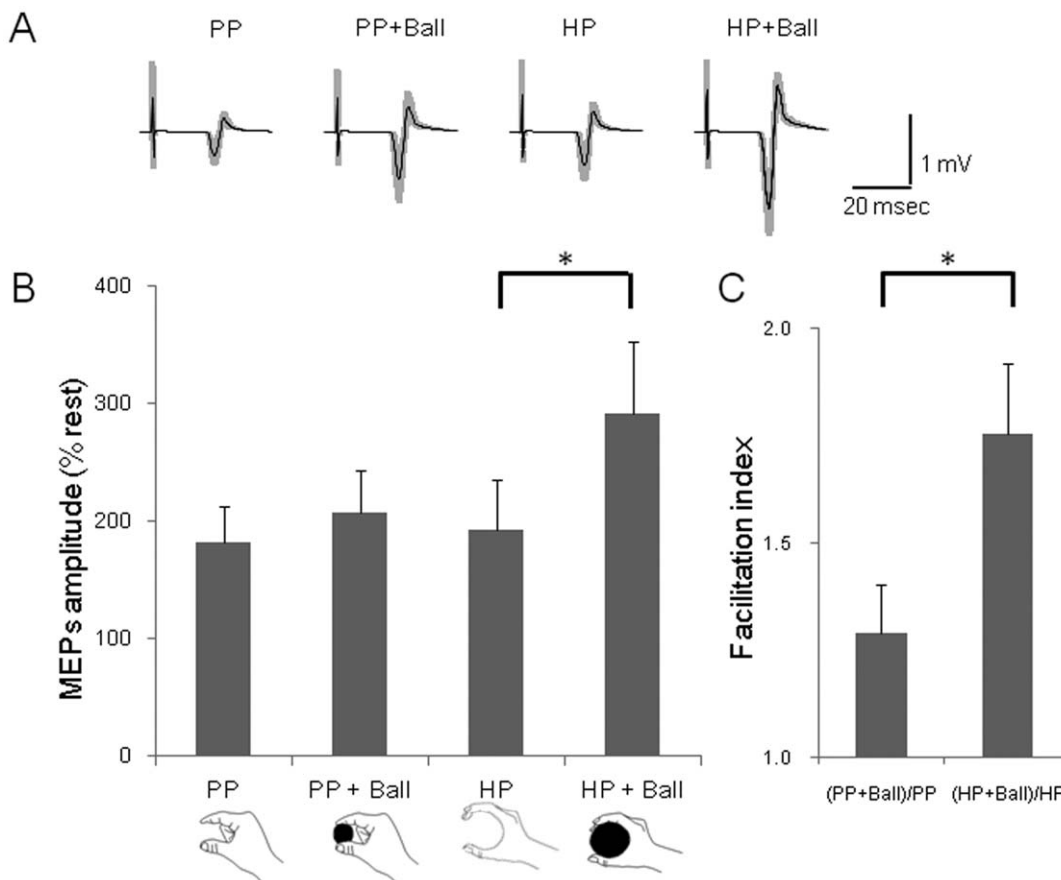 A
PP PP+Ball HP HP+Ball
1 mV
20 msec
B
*
MEPs amplitude (% rest)
400
300
200
100
0
PP PP + Ball HP HP + Ball
C
*
Facilitation index
2.0
1.5
1.0
(PP+Ball)/PP (HP+Ball)/HP